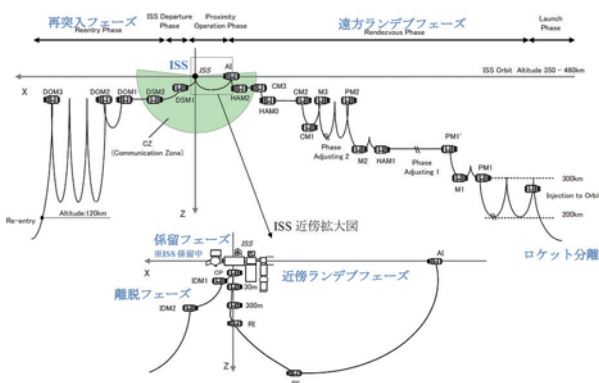 再突入フェーズ
ISS Departure Phase
Proximity Operation Phase
遠方ランデブフェーズ
Launch Phase
Reentry Phase
Rendezvous Phase
ISS
ISS
AI
ISS Orbit Altitude 350 - 460km
X
DOM3
DOM2
DOM1
DSM2
DSM1
HAM2
CM3
HAM0
CM2
M3
PM2
CZ
(Communication Zone)
CM1
Phase Adjusting 2
M2
HAM1
Phase Adjusting 1
PM1'
M1
PM1
300km
Injection to Orbit
200km
Re-entry
Altitude:120km
Z
ISS 近傍拡大図
ロケット分離
係留フェーズ
※ISS 係留中
ISS
X
近傍ランデブフェーズ
AI
CP
IDM1
30m
離脱フェーズ
300m
IDM2
RI
Z